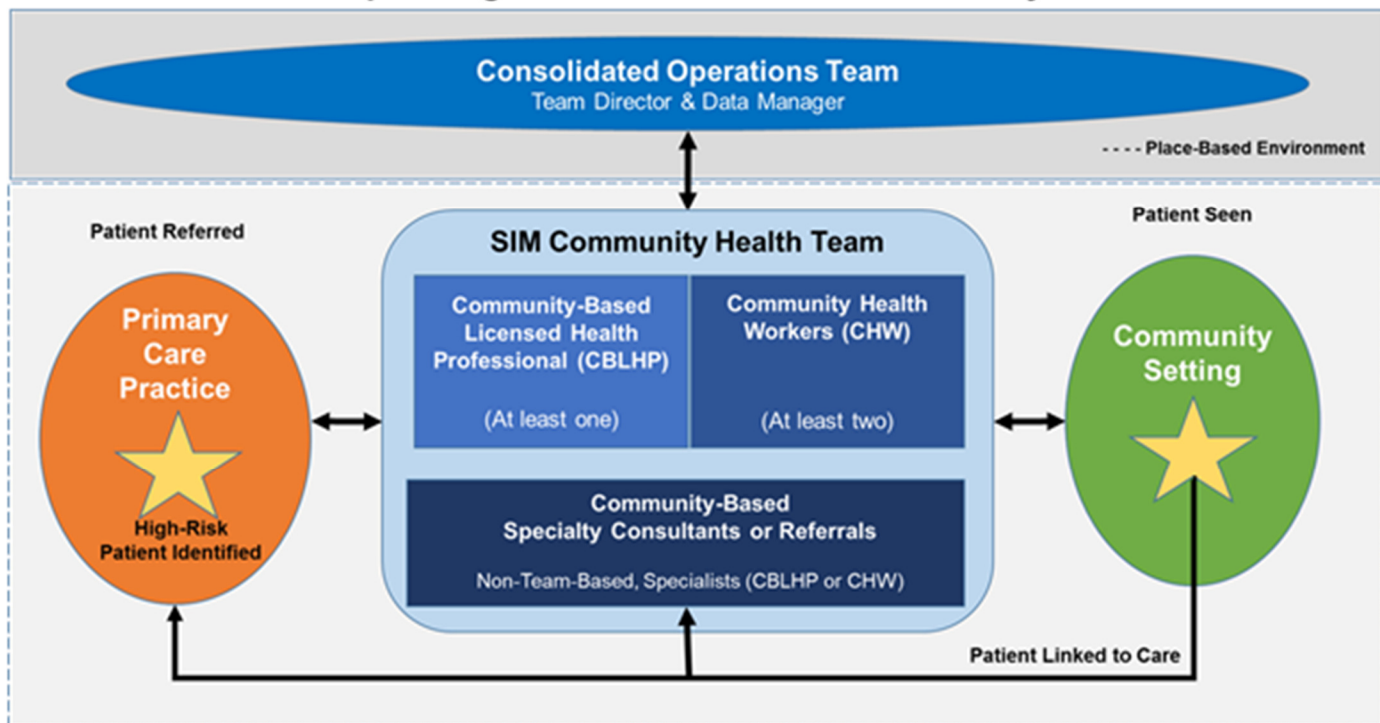 Consolidated Operations Team
Team Director & Data Manager
- - - - Place-Based Environment
Patient Referred
Patient Seen
SIM Community Health Team
Primary
Care
Practice
High-Risk
Patient Identified
Community-Based
Licensed Health
Professional (CBLHP)
(At least one)
Community Health
Workers (CHW)
(At least two)
Community-Based
Specialty Consultants or Referrals
Non-Team-Based, Specialists (CBLHP or CHW)
Community
Setting
Patient Linked to Care